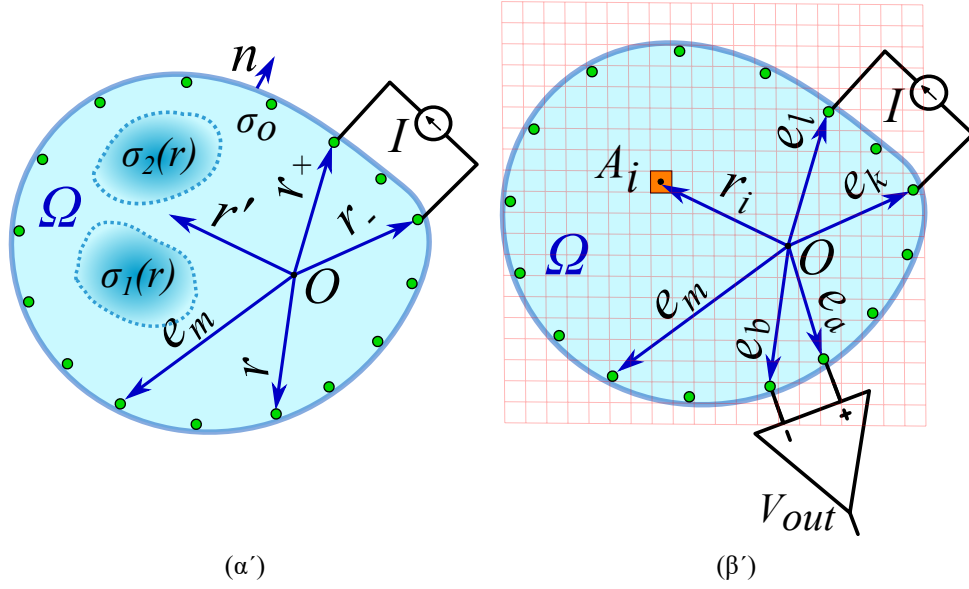 n
σo
I
σ2(r)
r+
Ω
r'
r-
σ1(r)
O
em
r
(α΄)
el
I
Ai
ri
ek
Ω
O
em
eb
ea
-
+
Vout
(β΄)